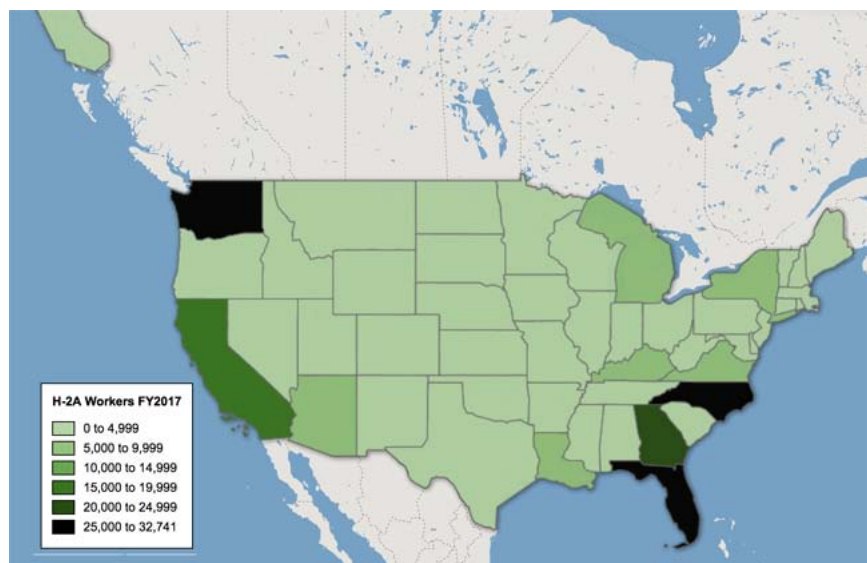 H-2A Workers FY2017
0 to 4,999
5,000 to 9,999
10,000 to 14,999
15,000 to 19,999
20,000 to 24,999
25,000 to 32,741